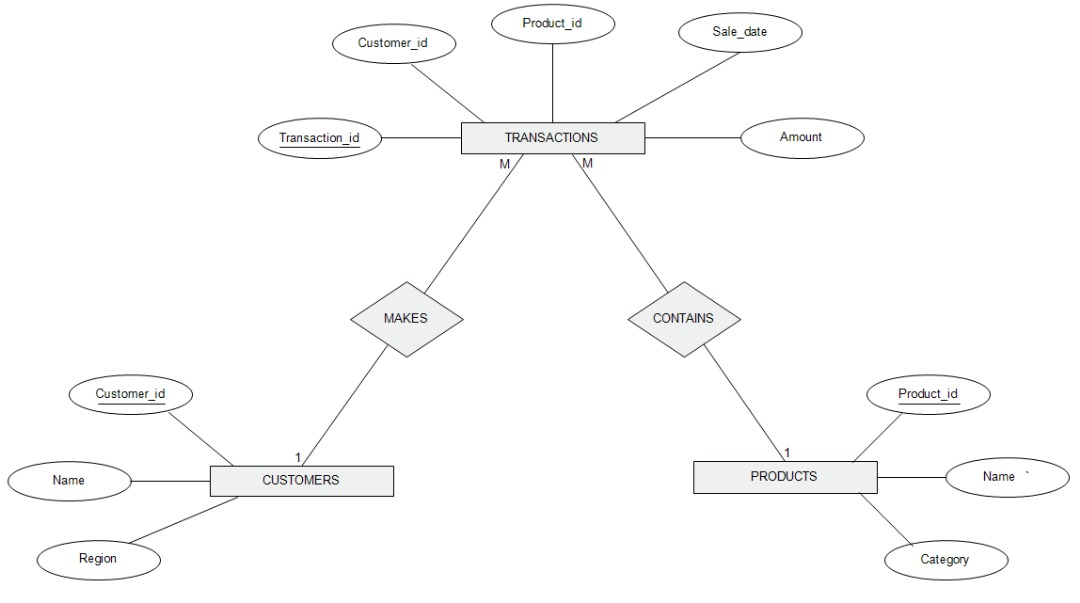 Product_id
Customer_id
Sale_date
Transaction_id
TRANSACTIONS
Amount
M
M
MAKES
CONTAINS
Customer_id
Product_id
1
1
Name
CUSTOMERS
PRODUCTS
Name `
Region
Category